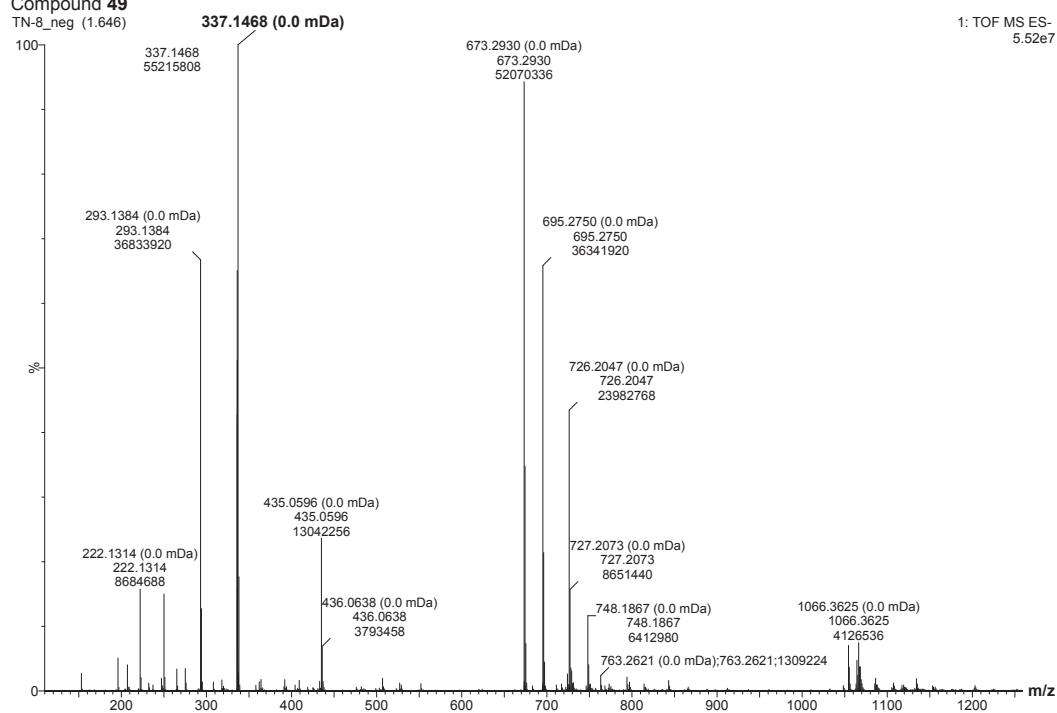 Compound 49
TN-8_neg (1.646)
337.1468 (0.0 mDa)
1: TOF MS ES-
5.52e7
100
337.1468
55215808
673.2930 (0.0 mDa)
673.2930
52070336
293.1384 (0.0 mDa)
293.1384
36833920
695.2750 (0.0 mDa)
695.2750
36341920
%
726.2047 (0.0 mDa)
726.2047
23982768
435.0596 (0.0 mDa)
435.0596
13042256
222.1314 (0.0 mDa)
222.1314
8684688
727.2073 (0.0 mDa)
727.2073
8651440
436.0638 (0.0 mDa)
436.0638
3793458
748.1867 (0.0 mDa)
748.1867
6412980
1066.3625 (0.0 mDa)
1066.3625
4126536
763.2621 (0.0 mDa);763.2621;1309224
0
m/z
200 300 400 500 600 700 800 900 1000 1100 1200